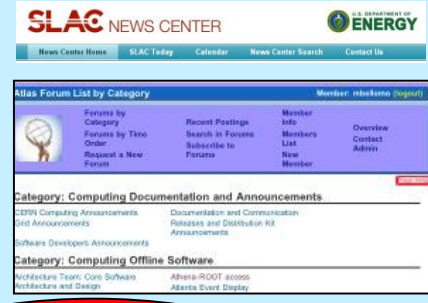 SLAC NEWS CENTER
U.S. DEPARTMENT OF
ENERGY
News Center Home SLAC Today Calendar News Center Search Contact Us
Atlas Forum List by Category
Member: mbellomo (logout)
Forums by Category
Forums by Time Order
Request a New Forum
Recent Postings
Search in Forums
Subscribe to Forums
Member Info
Members List
New Member
Overview
Contact
Admin
Category: Computing Documentation and Announcements
CERN Computing Announcements Documentation and Communication
Grid Announcements Releases and Distribution Kit Announcements
Software Developers Announcements
Category: Computing Offline Software
Architecture Team: Core Software Athena-ROOT access
Architecture and Design Atlantis Event Display